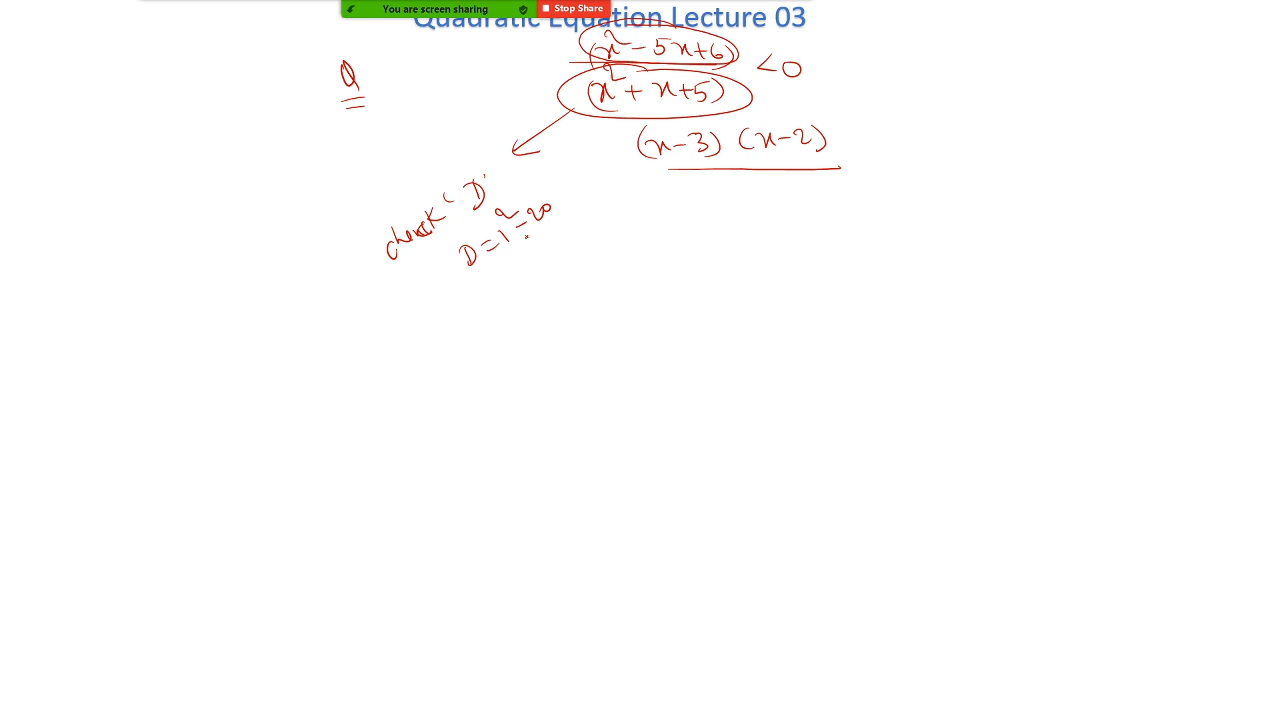 You are screen sharing
Stop Share
Quadratic Equation Lecture 03
Q
(x² - 5x + 6)
(x² + x + 5)
< 0
(x - 3) (x - 2)
check 'D'
D = 1² - 20